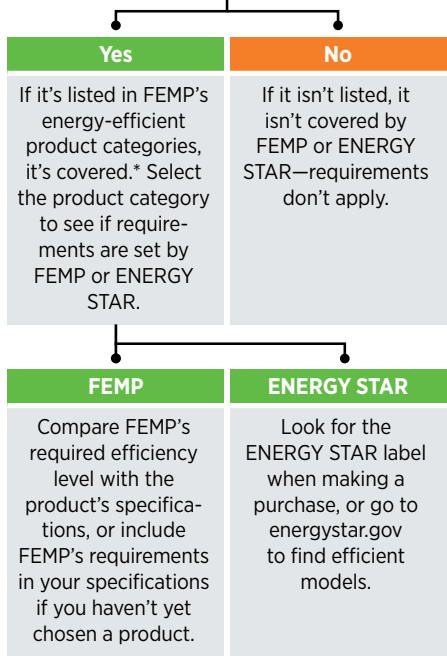 Yes
If it’s listed in FEMP’s
energy-efficient
product categories,
it’s covered.* Select
the product category
to see if require-
ments are set by
FEMP or ENERGY
STAR.
No
If it isn’t listed, it
isn’t covered by
FEMP or ENERGY
STAR—requirements
don’t apply.
FEMP
Compare FEMP’s
required efficiency
level with the
product’s specifica-
tions, or include
FEMP’s requirements
in your specifications
if you haven’t yet
chosen a product.
ENERGY STAR
Look for the
ENERGY STAR label
when making a
purchase, or go to
energystar.gov
to find efficient
models.